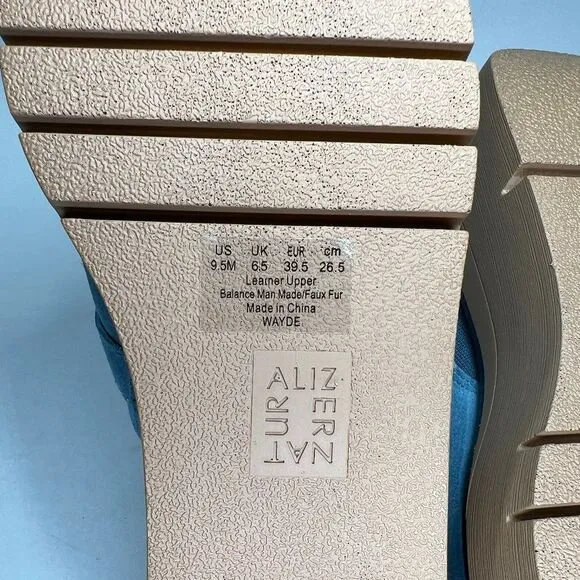 US UK EUR cm
9.5M 6.5 39.5 26.5
Leather Upper
Balance Man Made/Faux Fur
Made in China
WAYDE
NATURALIZER